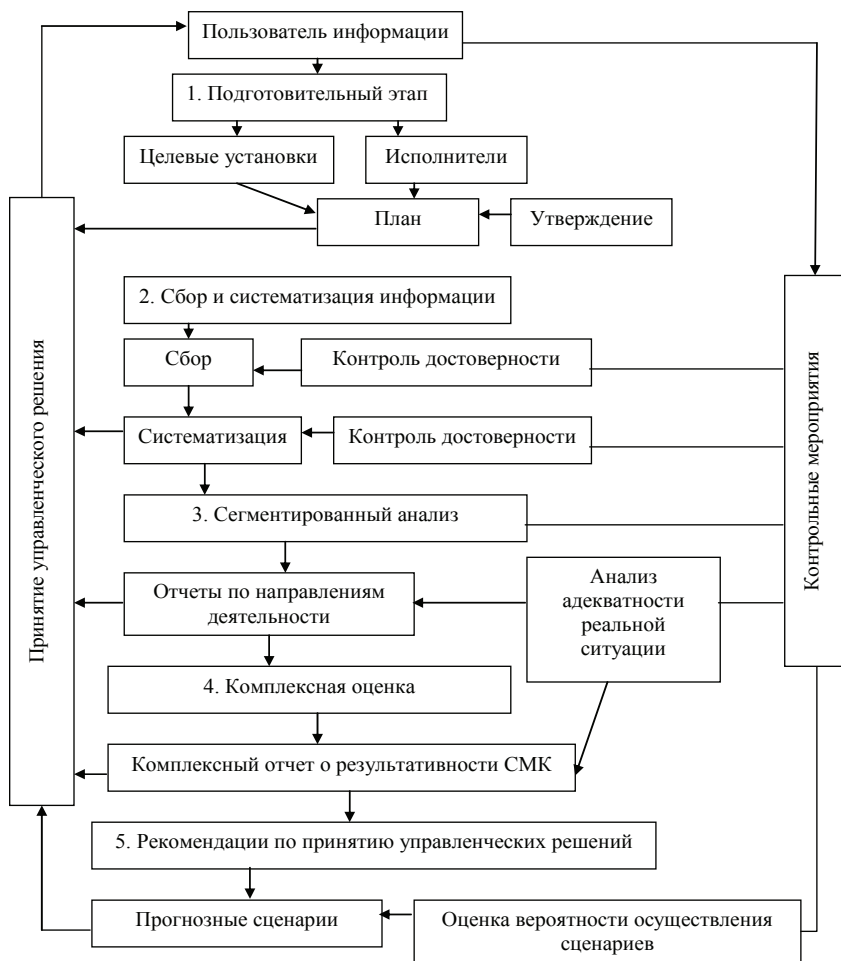 Пользователь информации
1. Подготовительный этап
Целевые установки
Исполнители
План
Утверждение
2. Сбор и систематизация информации
Сбор
Контроль достоверности
Систематизация
Контроль достоверности
3. Сегментированный анализ
Отчеты по направлениям
деятельности
Анализ
адекватности
реальной
ситуации
4. Комплексная оценка
Комплексный отчет о результативности СМК
5. Рекомендации по принятию управленческих решений
Прогнозные сценарии
Оценка вероятности осуществления
сценариев
Принятие управленческого решения
Контрольные мероприятия